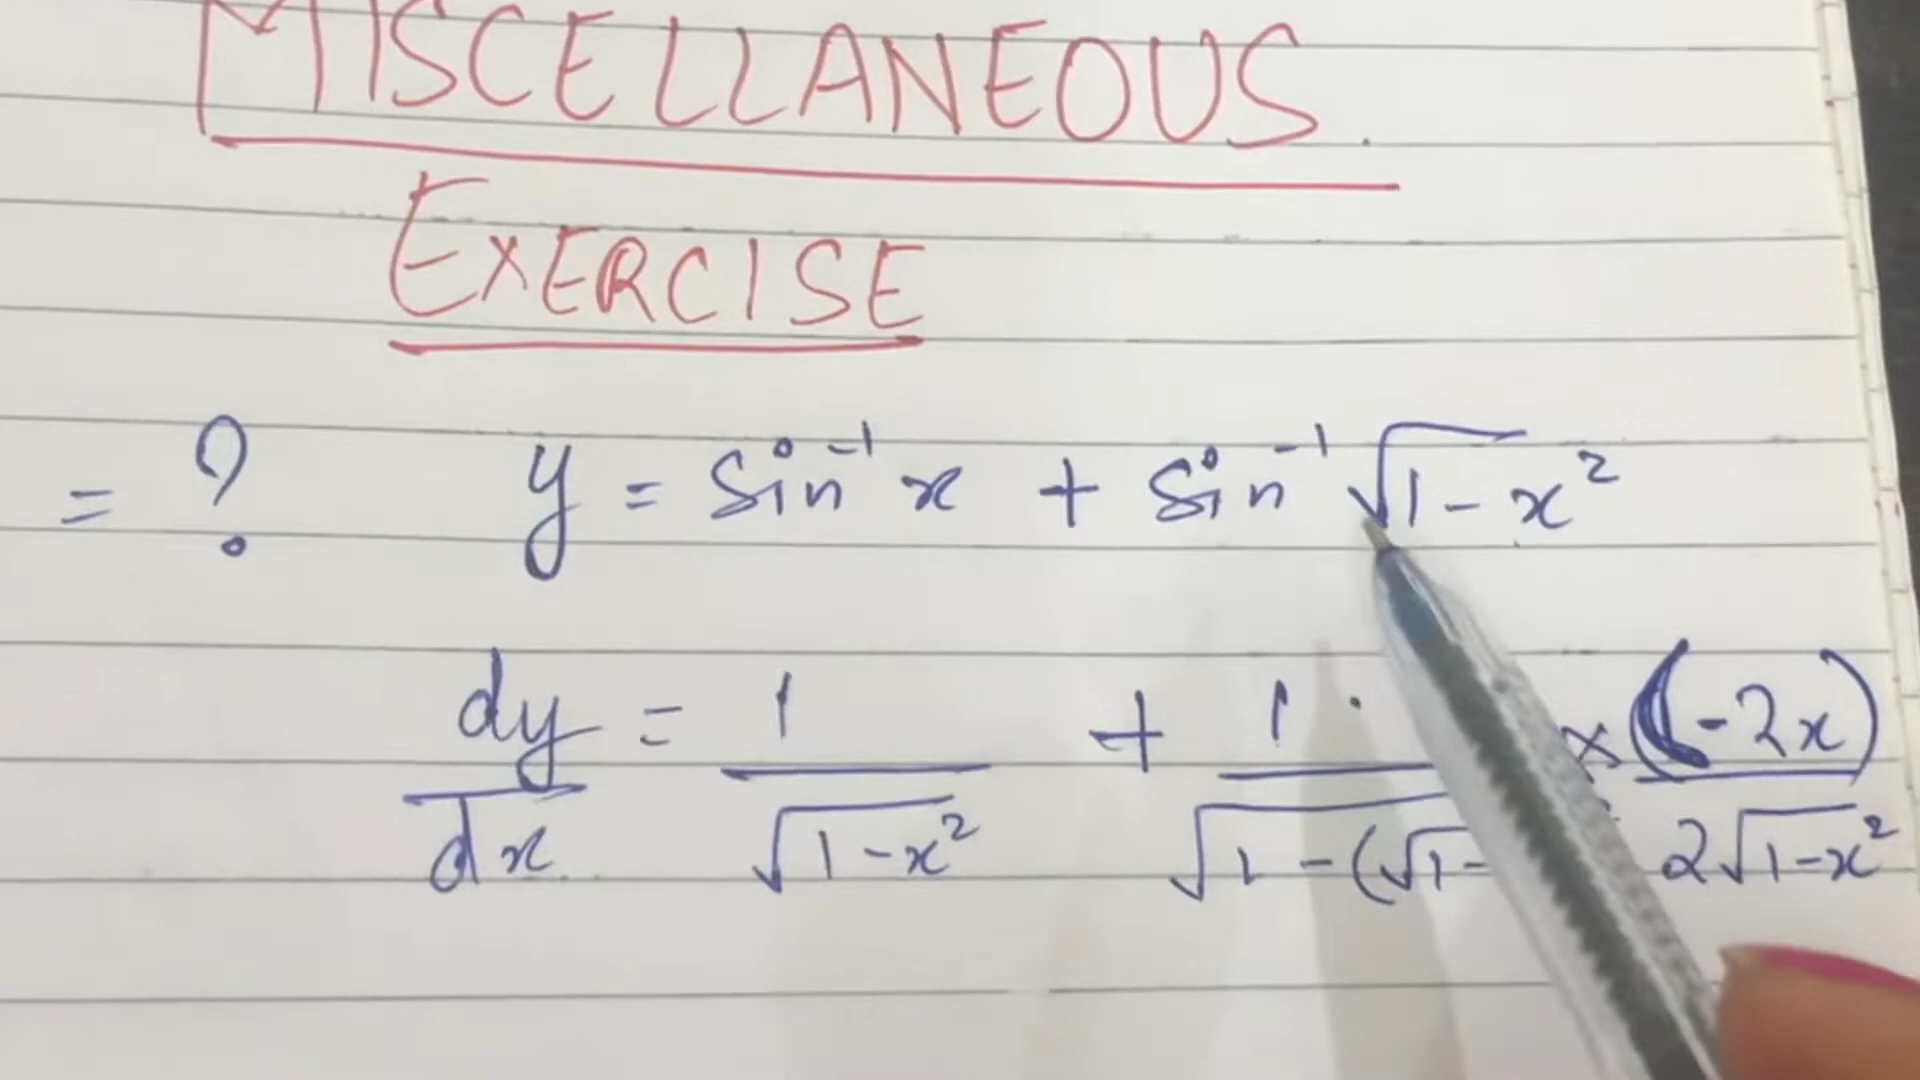 MISCELLANEOUS
EXERCISE
= ? y = Sin⁻¹ x + Sin⁻¹ √1-x²
dy/dx = 1/√1-x² + 1/√1-(√1- × (-2x)/2√1-x²